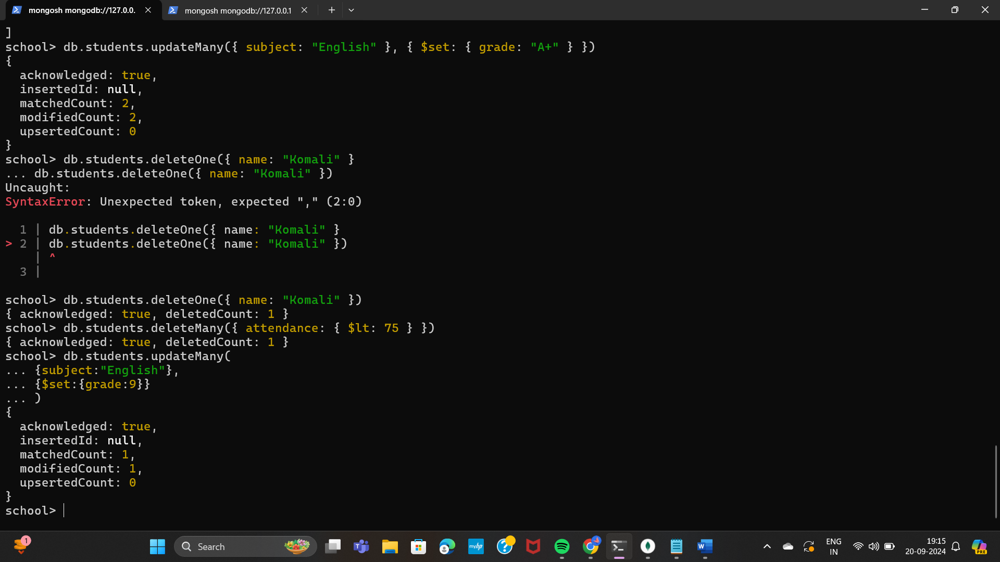 mongosh mongodb://127.0.0.
mongosh mongodb://127.0.0.1
]
school> db.students.updateMany({ subject: "English" }, { $set: { grade: "A+" } })
{
  acknowledged: true,
  insertedId: null,
  matchedCount: 2,
  modifiedCount: 2,
  upsertedCount: 0
}
school> db.students.deleteOne({ name: "Komali" }
... db.students.deleteOne({ name: "Komali" })
Uncaught:
SyntaxError: Unexpected token, expected "," (2:0)
  1 | db.students.deleteOne({ name: "Komali" }
> 2 | db.students.deleteOne({ name: "Komali" })
    | ^
  3 |
school> db.students.deleteOne({ name: "Komali" })
{ acknowledged: true, deletedCount: 1 }
school> db.students.deleteMany({ attendance: { $lt: 75 } })
{ acknowledged: true, deletedCount: 1 }
school> db.students.updateMany(
... {subject:"English"},
... {$set:{grade:9}}
... )
{
  acknowledged: true,
  insertedId: null,
  matchedCount: 1,
  modifiedCount: 1,
  upsertedCount: 0
}
school>
1
Search
myhp
ENG
IN
19:15
20-09-2024
PRE